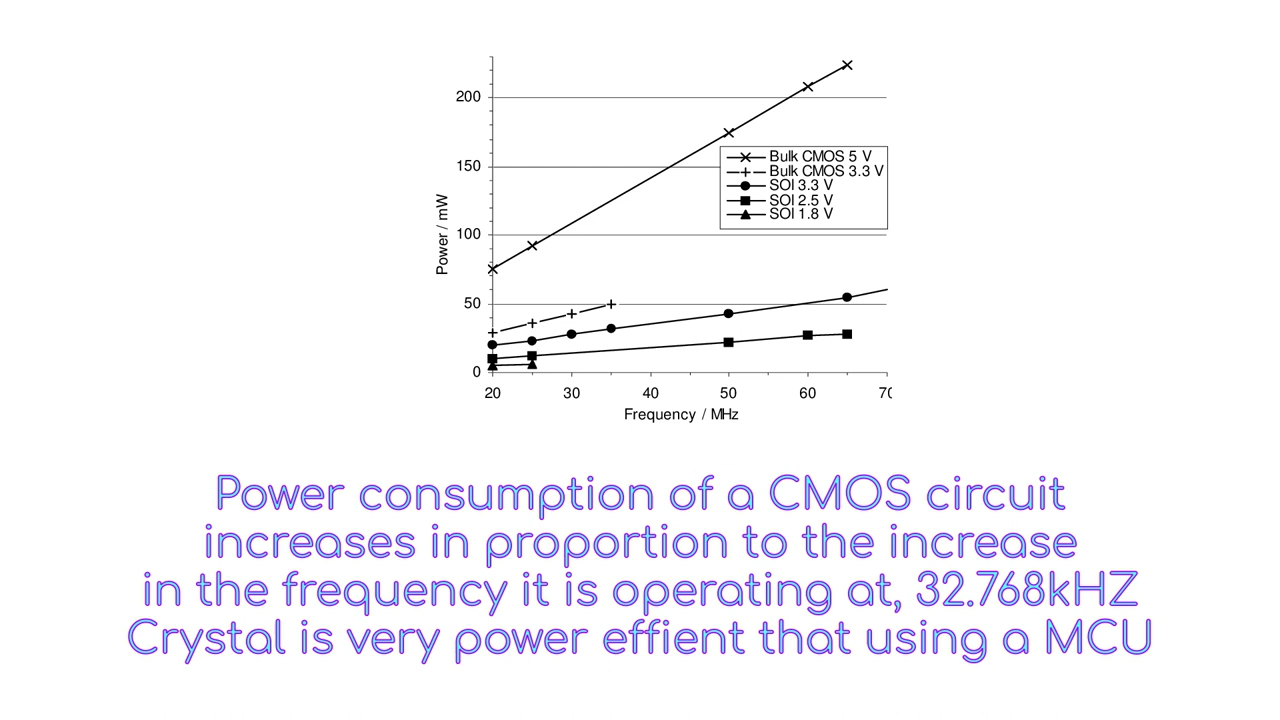 200
150
100
50
0
Power / mW
Bulk CMOS 5 V
Bulk CMOS 3.3 V
SOI 3.3 V
SOI 2.5 V
SOI 1.8 V
20 30 40 50 60 70
Frequency / MHz
Power consumption of a CMOS circuit
increases in proportion to the increase
in the frequency it is operating at, 32.768kHZ
Crystal is very power effient that using a MCU